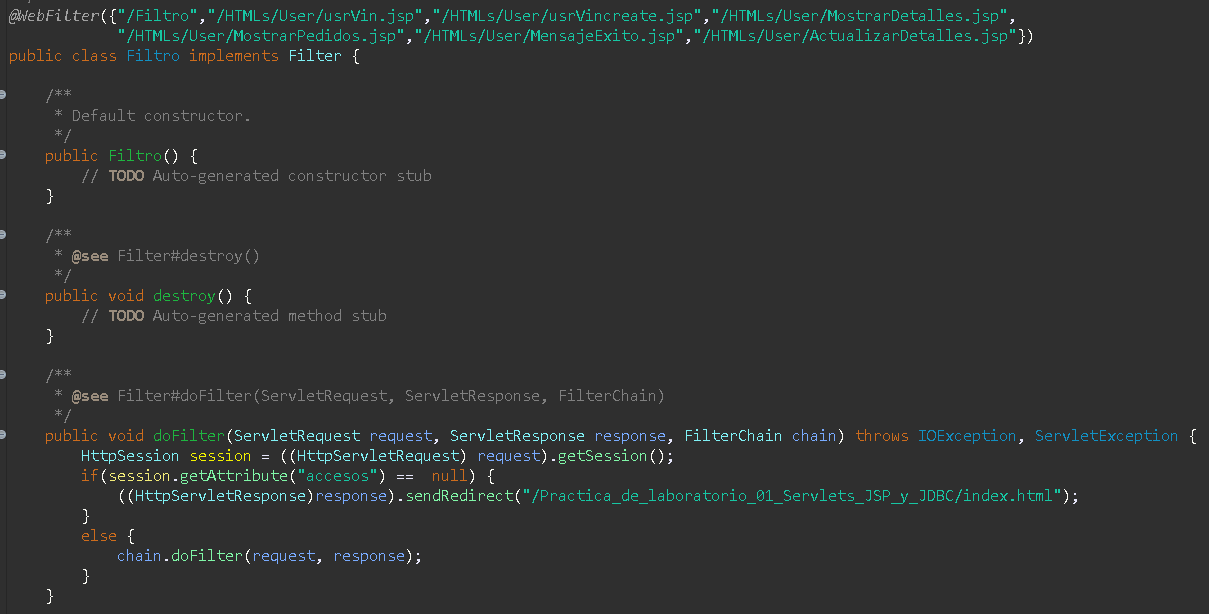 @WebFilter({"/Filtro","/HTMLs/User/usrVin.jsp","/HTMLs/User/usrVincreate.jsp","/HTMLs/User/MostrarDetalles.jsp",
"/HTMLs/User/MostrarPedidos.jsp","/HTMLs/User/MensajeExito.jsp","/HTMLs/User/ActualizarDetalles.jsp"})
public class Filtro implements Filter {
/**
* Default constructor.
*/
public Filtro() {
// TODO Auto-generated constructor stub
}
/**
* @see Filter#destroy()
*/
public void destroy() {
// TODO Auto-generated method stub
}
/**
* @see Filter#doFilter(ServletRequest, ServletResponse, FilterChain)
*/
public void doFilter(ServletRequest request, ServletResponse response, FilterChain chain) throws IOException, ServletException {
HttpSession session = ((HttpServletRequest) request).getSession();
if(session.getAttribute("accesos") ==  null) {
((HttpServletResponse)response).sendRedirect("/Practica_de_laboratorio_01_Servlets_JSP_y_JDBC/index.html");
}
else {
chain.doFilter(request, response);
}
}